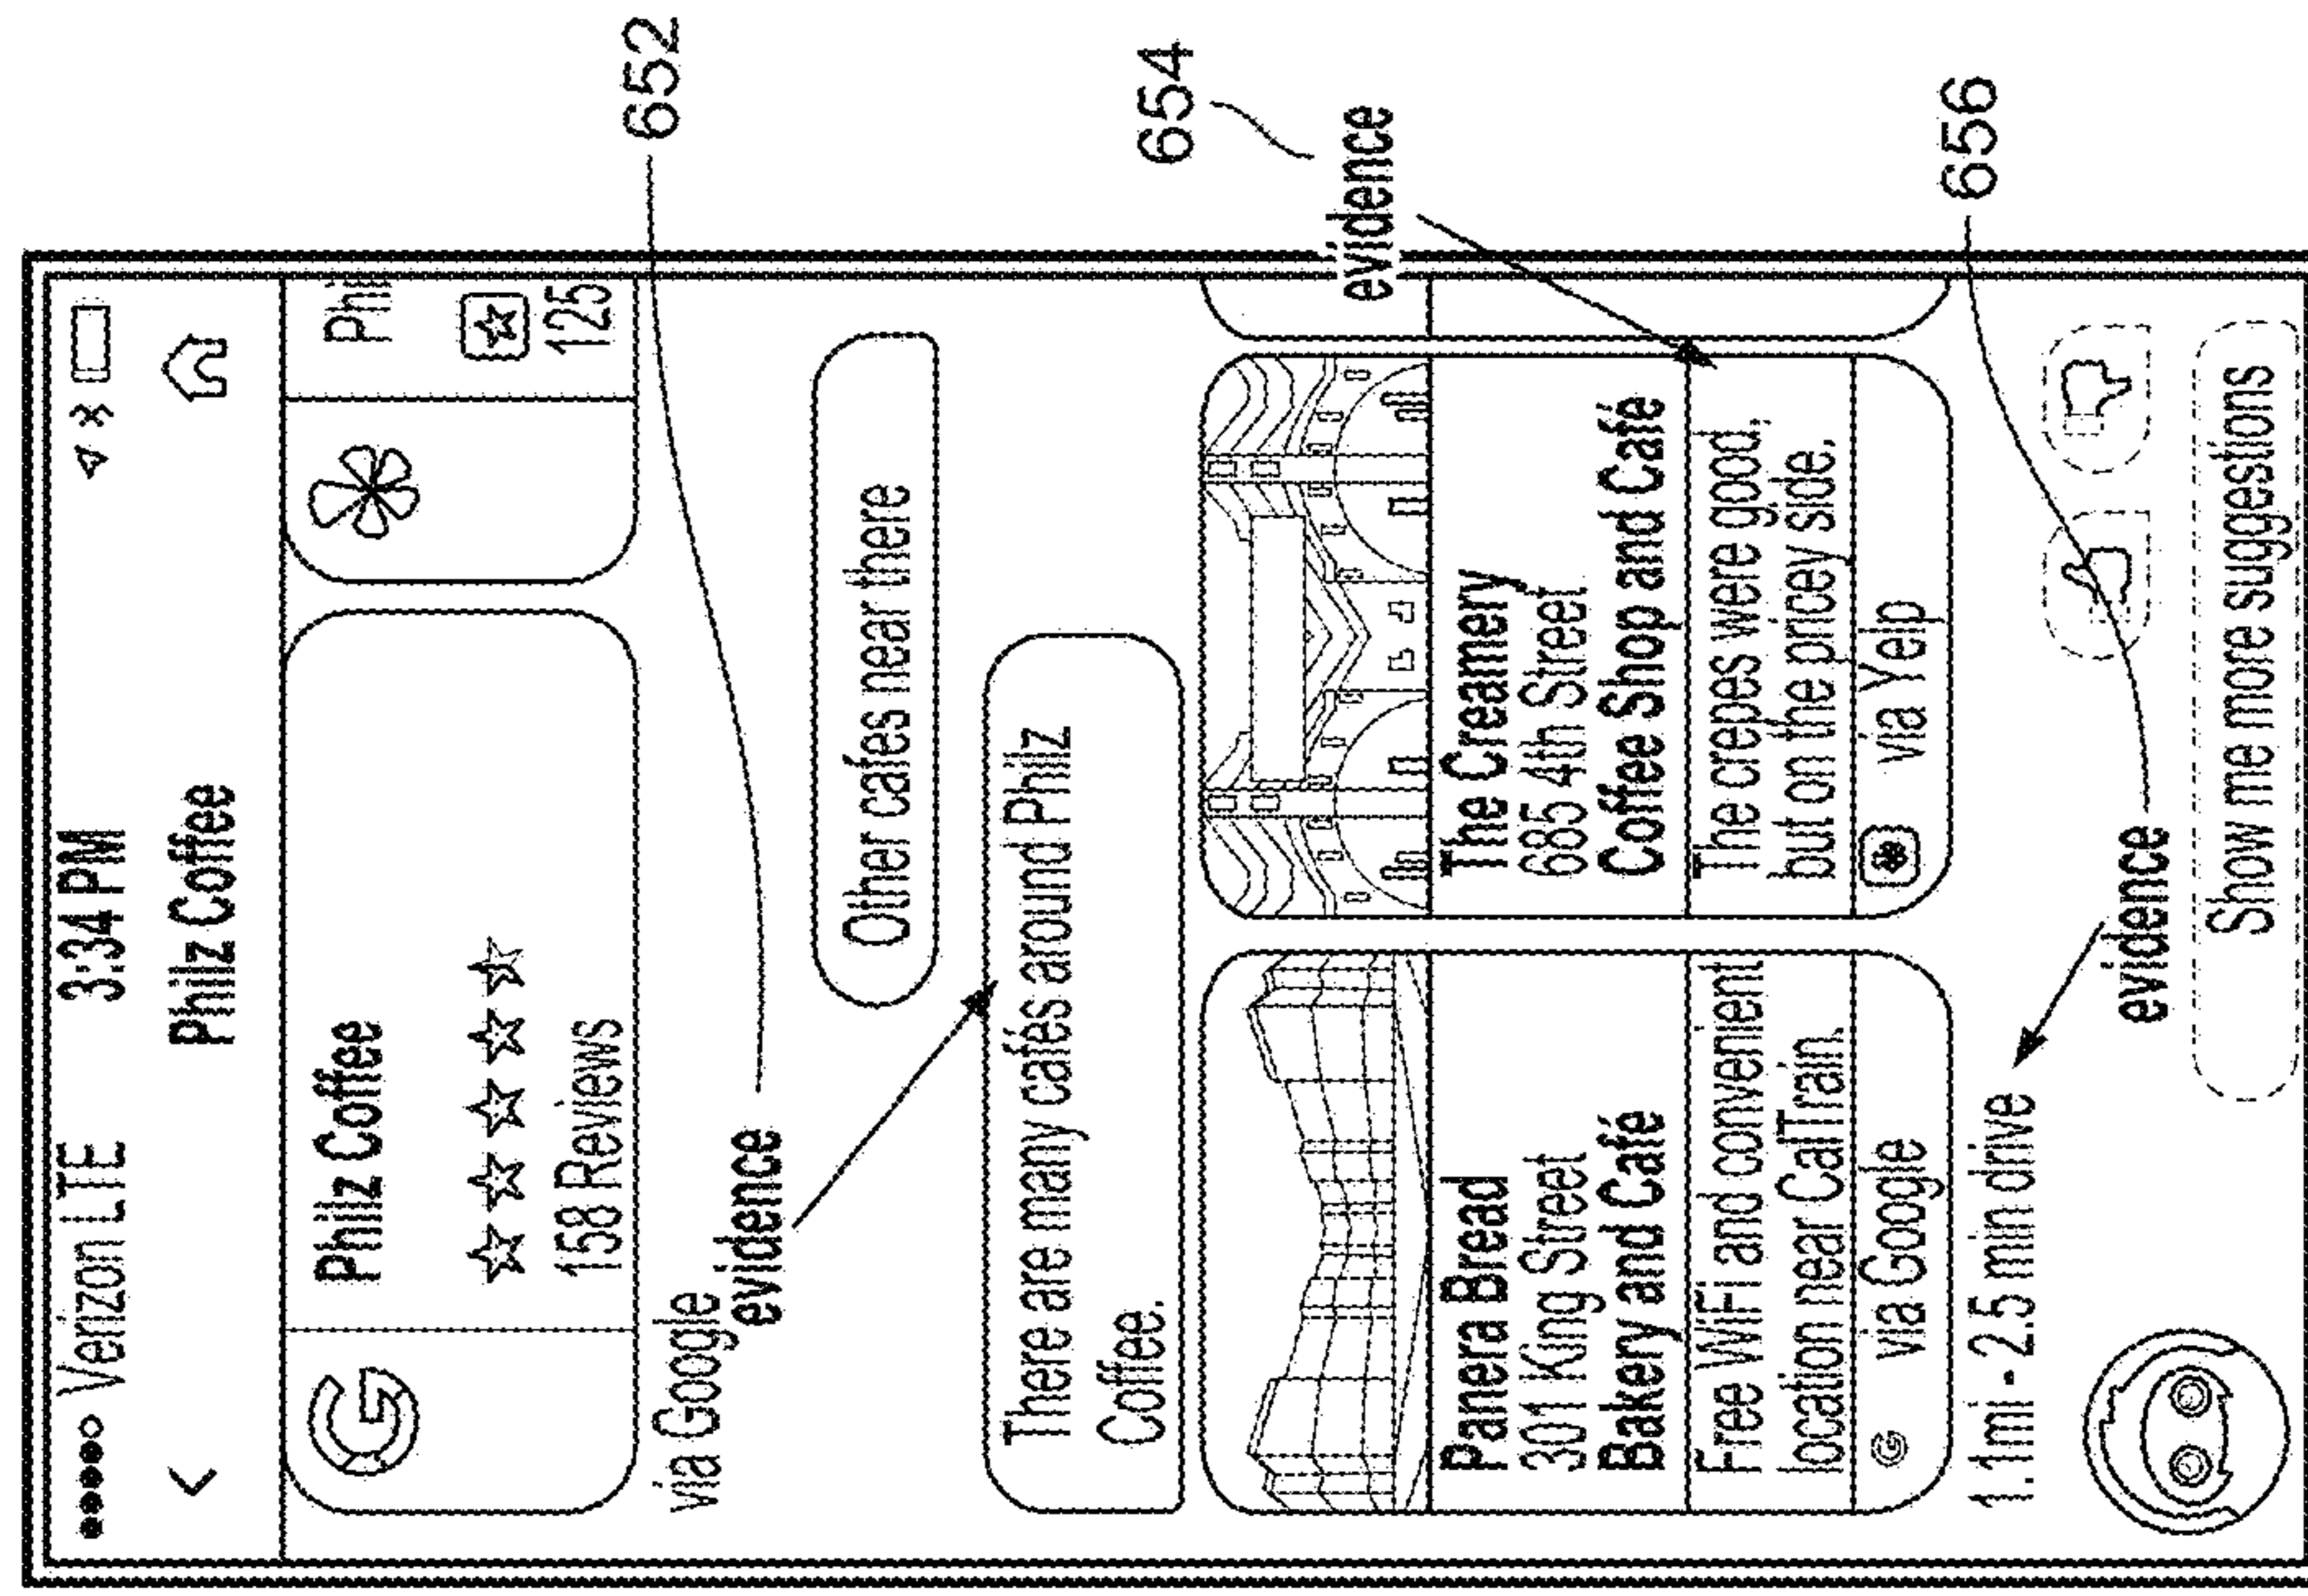 Verizon LTE 3:34 PM
Philz Coffee
Philz Coffee
158 Reviews
Phi
125
via Google
652
evidence
Other cafes near there
There are many cafés around Philz
Coffee.
654
evidence
Panera Bread
301 King Street
Bakery and Café
Free WiFi and convenient
location near CalTrain.
G via Google
The Creamery
685 4th Street
Coffee Shop and Café
The crepes were good,
but on the pricey side.
via Yelp
1.1mi - 2.5 min drive
656
evidence
Show me more suggestions